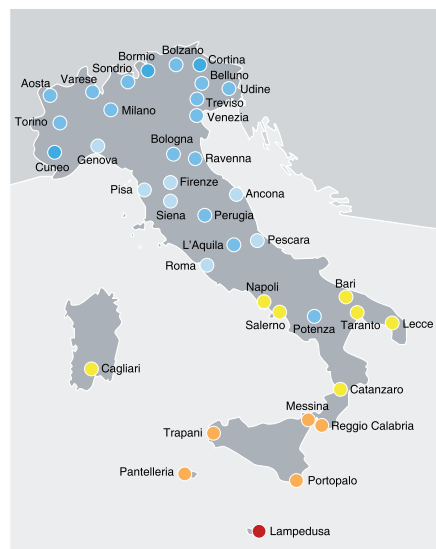 Bolzano
Bormio
Cortina
Sondrio
Belluno
Varese
Aosta
Udine
Treviso
Milano
Venezia
Torino
Bologna
Ravenna
Genova
Cuneo
Firenze
Pisa
Ancona
Siena
Perugia
L'Aquila
Pescara
Roma
Napoli
Bari
Salerno
Potenza
Taranto
Lecce
Cagliari
Catanzaro
Messina
Reggio Calabria
Trapani
Pantelleria
Portopalo
Lampedusa